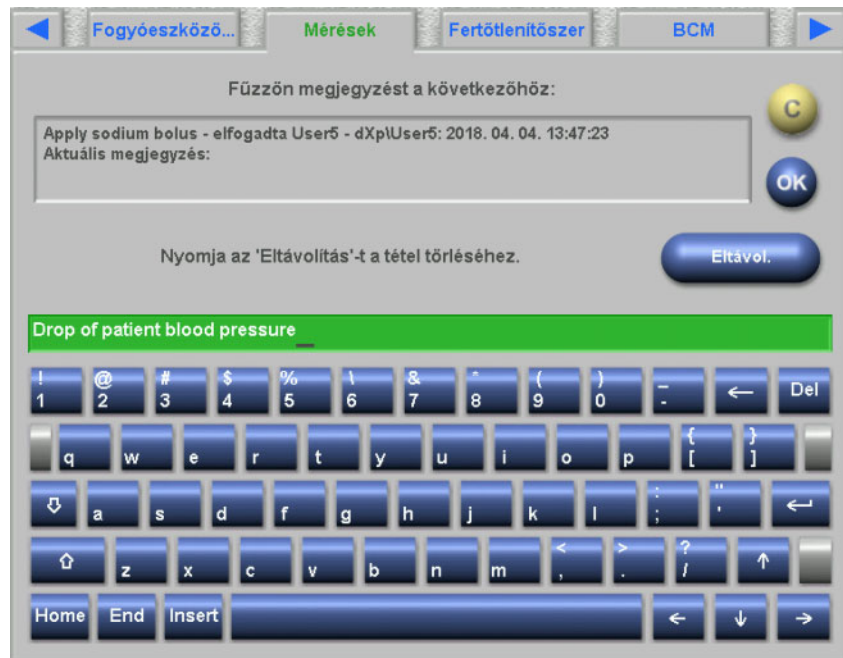 Fogyóeszközö... Mérések Fertőtlenítőszer BCM
Fűzzön megjegyzést a következőhöz:
C
Apply sodium bolus - elfogadta User5 - dXp\User5: 2018. 04. 04. 13:47:23
Aktuális megjegyzés:
OK
Nyomja az 'Eltávolítás'-t a tétel törléséhez.
Eltávol.
Drop of patient blood pressure_
! @ # $ % \ & * ( ) _
1 2 3 4 5 6 7 8 9 0 - ← Del
{ }
q w e r t y u i o p [ ]
: "
a s d f g h j k l ; '
< > ?
z x c v b n m , . / ↑
Home End Insert ← ↓ →